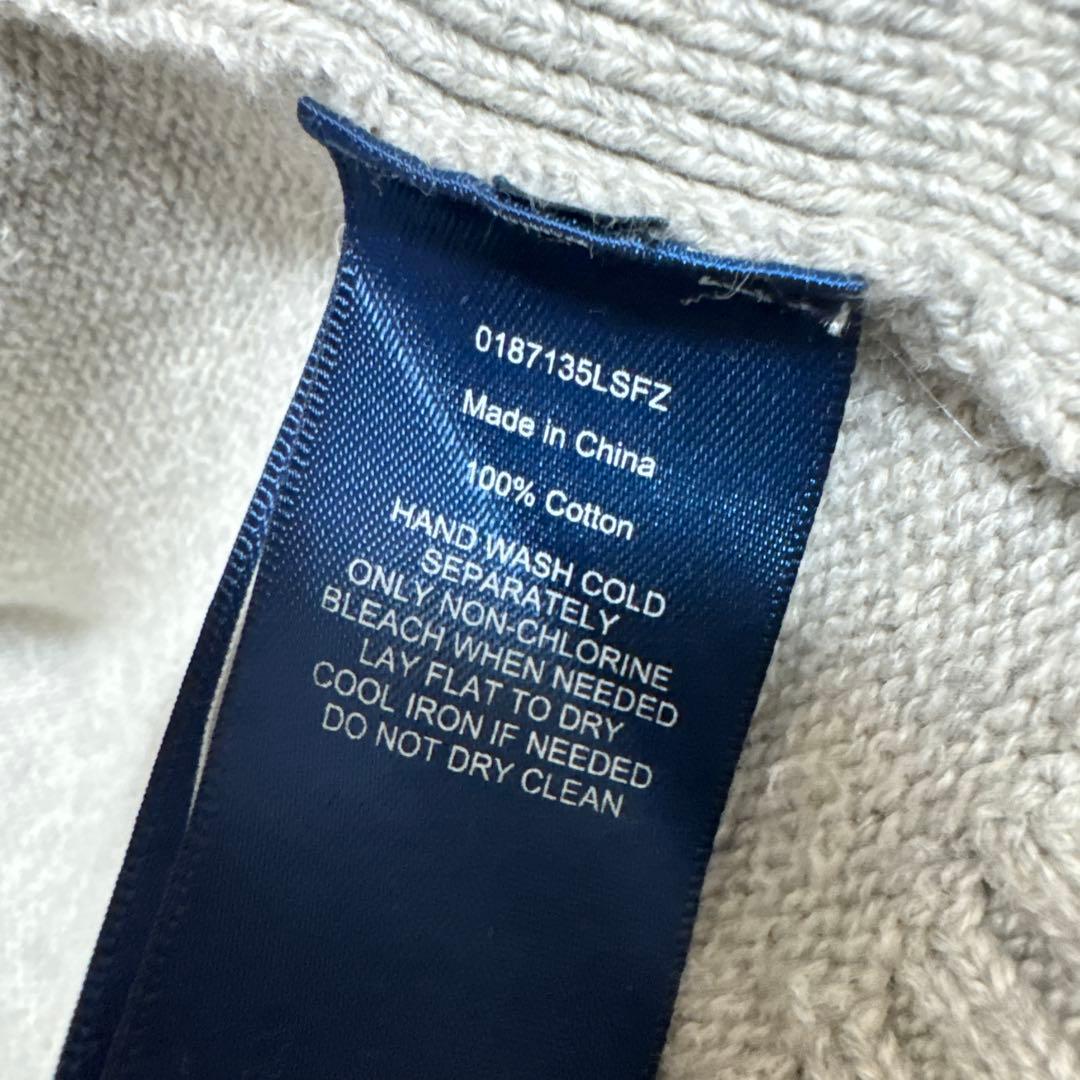 0187135LSFZ
Made in China
100% Cotton
HAND WASH COLD
SEPARATELY
ONLY NON-CHLORINE
BLEACH WHEN NEEDED
LAY FLAT TO DRY
COOL IRON IF NEEDED
DO NOT DRY CLEAN